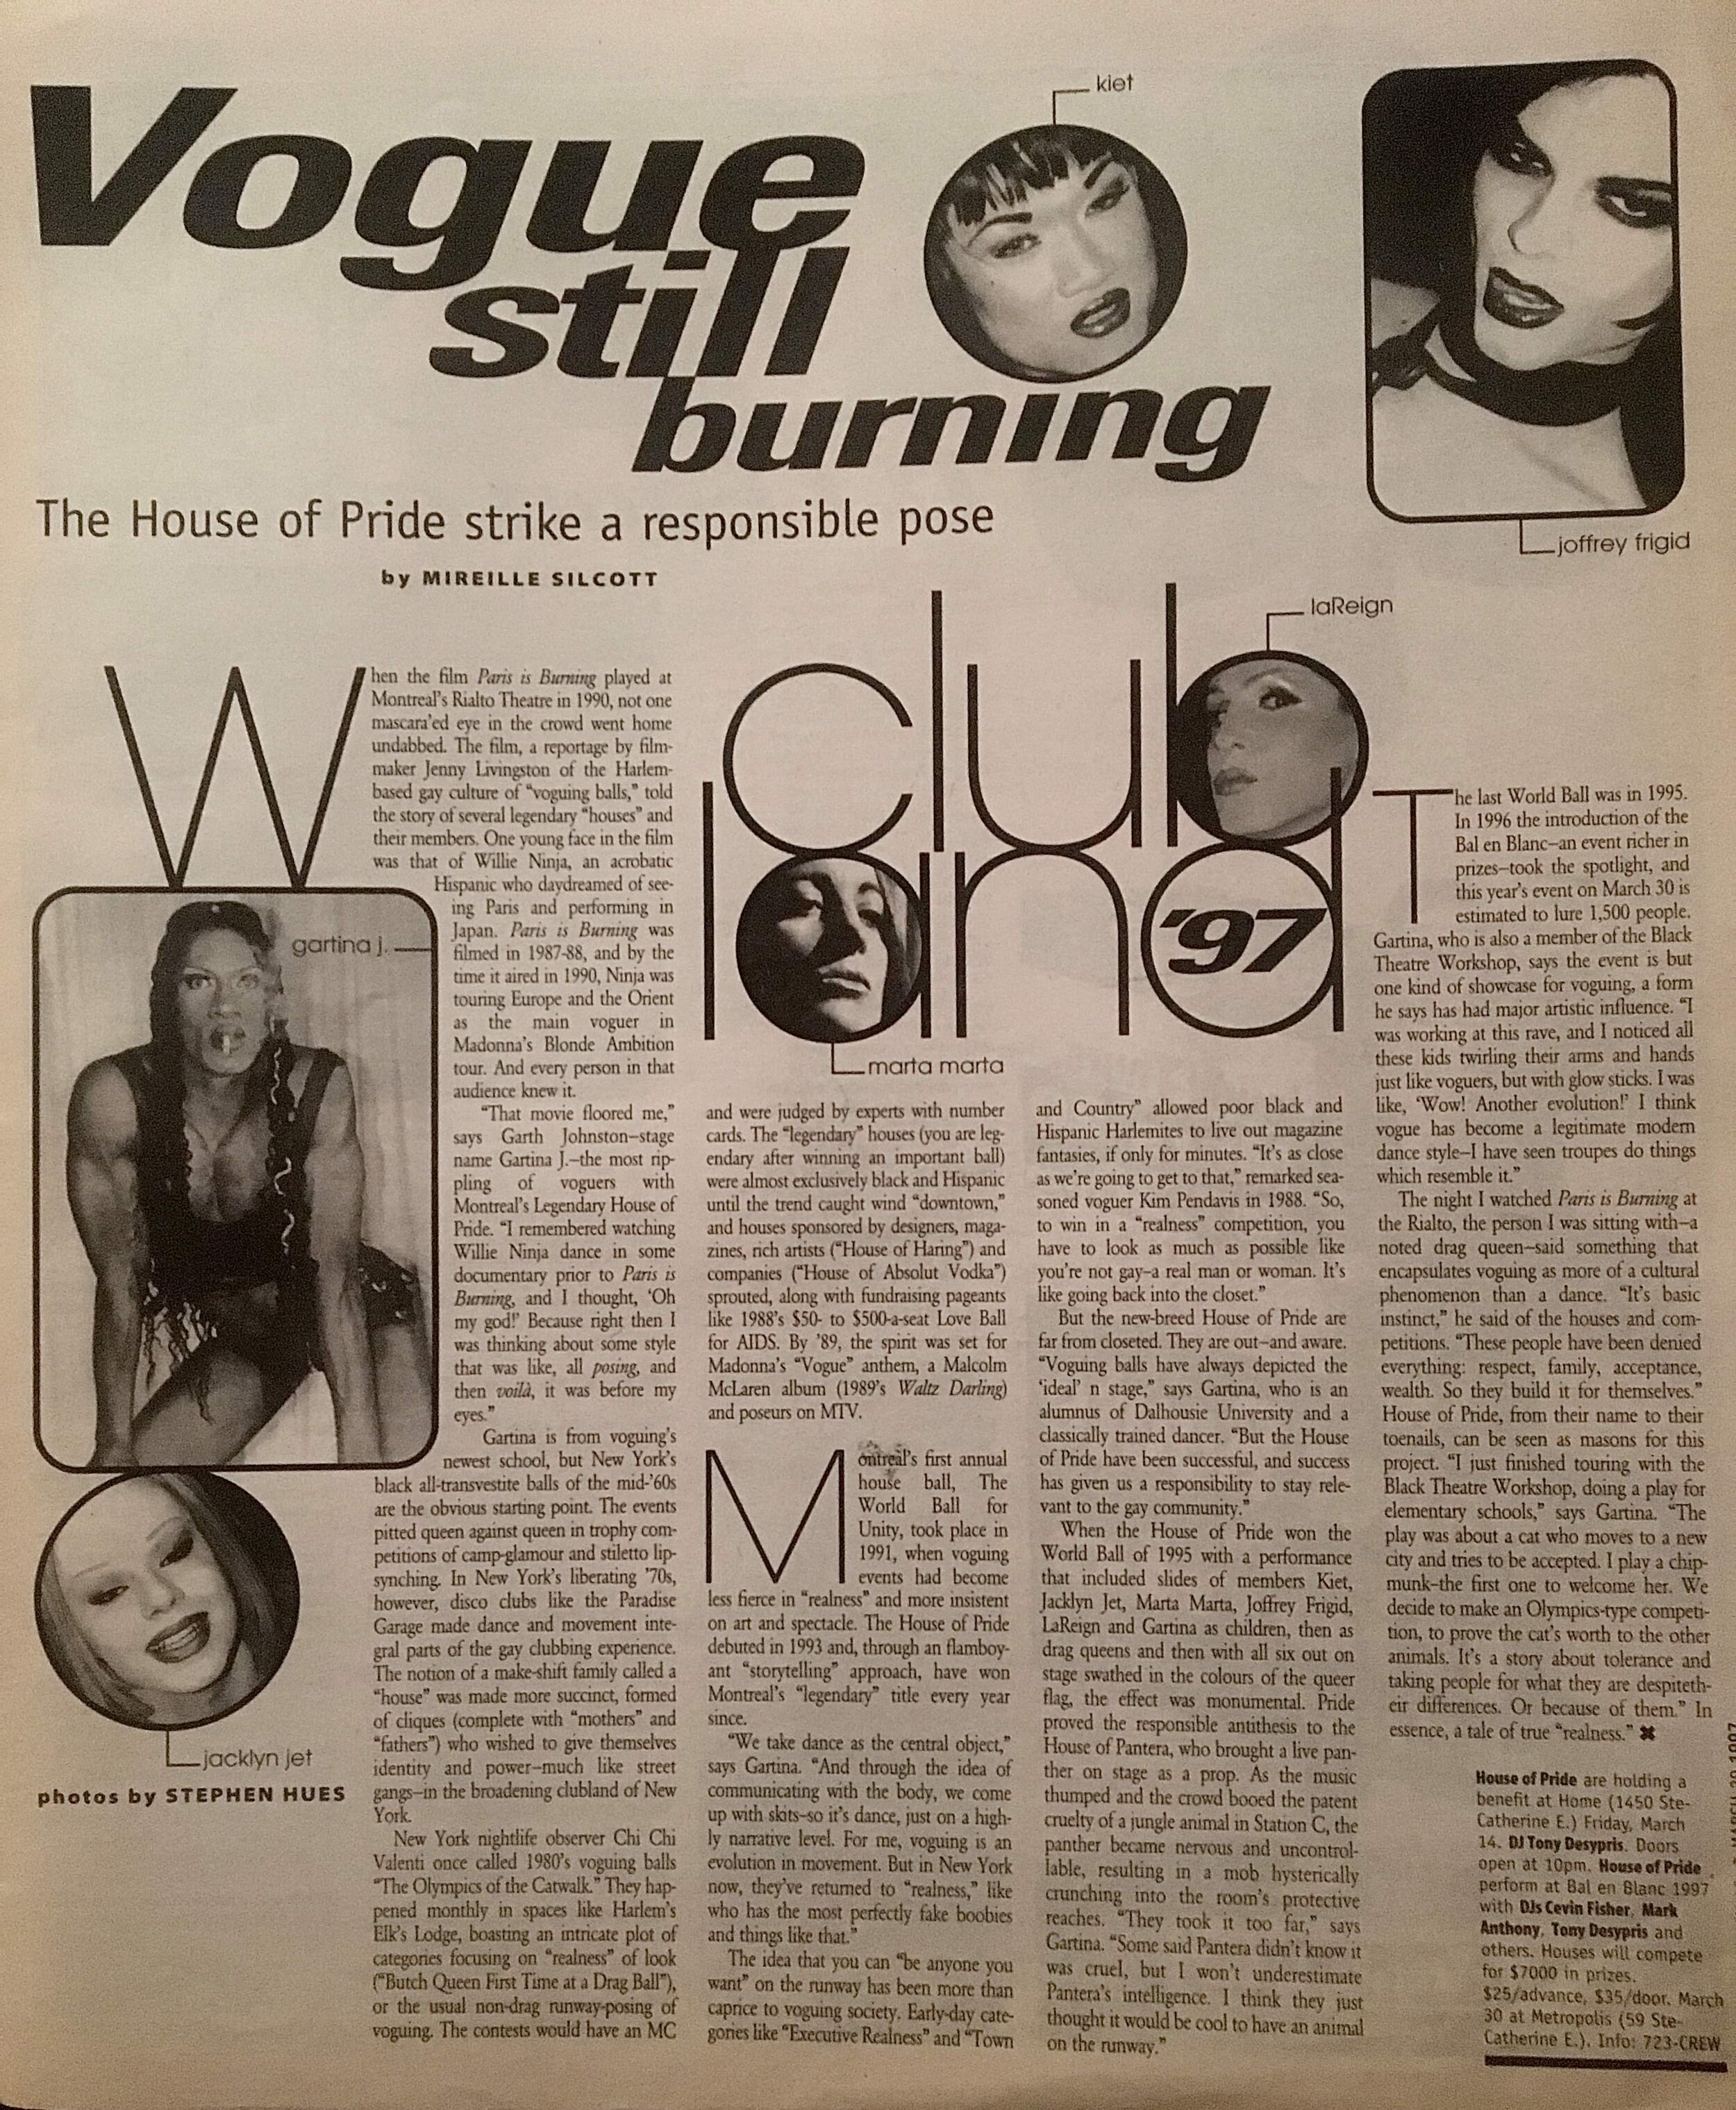 Vogue
still
burning
kiet
joffrey frigid
The House of Pride strike a responsible pose
by MIREILLE SILCOTT
club
land
'97
laReign
marta marta
gartina j.
jacklyn jet
photos by STEPHEN HUES
When the film Paris is Burning played at
Montreal's Rialto Theatre in 1990, not one
mascara'ed eye in the crowd went home
undabbed. The film, a reportage by film-
maker Jenny Livingston of the Harlem-
based gay culture of "voguing balls," told
the story of several legendary "houses" and
their members. One young face in the film
was that of Willie Ninja, an acrobatic
Hispanic who daydreamed of see-
ing Paris and performing in
Japan. Paris is Burning was
filmed in 1987-88, and by the
time it aired in 1990, Ninja was
touring Europe and the Orient
as the main voguer in
Madonna's Blonde Ambition
tour. And every person in that
audience knew it.
"That movie floored me,"
says Garth Johnston–stage
name Gartina J.–the most rip-
pling of voguers with
Montreal's Legendary House of
Pride. "I remembered watching
Willie Ninja dance in some
documentary prior to Paris is
Burning, and I thought, 'Oh
my god!' Because right then I
was thinking about some style
that was like, all posing, and
then voilà, it was before my
eyes."
Gartina is from voguing's
newest school, but New York's
black all-transvestite balls of the mid-'60s
are the obvious starting point. The events
pitted queen against queen in trophy com-
petitions of camp-glamour and stiletto lip-
synching. In New York's liberating '70s,
however, disco clubs like the Paradise
Garage made dance and movement inte-
gral parts of the gay clubbing experience.
The notion of a make-shift family called a
"house" was made more succinct, formed
of cliques (complete with "mothers" and
"fathers") who wished to give themselves
identity and power–much like street
gangs–in the broadening clubland of New
York.
New York nightlife observer Chi Chi
Valenti once called 1980's voguing balls
"The Olympics of the Catwalk." They hap-
pened monthly in spaces like Harlem's
Elk's Lodge, boasting an intricate plot of
categories focusing on "realness" of look
("Butch Queen First Time at a Drag Ball"),
or the usual non-drag runway-posing of
voguing. The contests would have an MC
and were judged by experts with number
cards. The "legendary" houses (you are leg-
endary after winning an important ball)
were almost exclusively black and Hispanic
until the trend caught wind "downtown,"
and houses sponsored by designers, maga-
zines, rich artists ("House of Haring") and
companies ("House of Absolut Vodka")
sprouted, along with fundraising pageants
like 1988's $50- to $500-a-seat Love Ball
for AIDS. By '89, the spirit was set for
Madonna's "Vogue" anthem, a Malcolm
McLaren album (1989's Waltz Darling)
and poseurs on MTV.
Montreal's first annual
house ball, The
World Ball for
Unity, took place in
1991, when voguing
events had become
less fierce in "realness" and more insistent
on art and spectacle. The House of Pride
debuted in 1993 and, through an flamboy-
ant "storytelling" approach, have won
Montreal's "legendary" title every year
since.
"We take dance as the central object,"
says Gartina. "And through the idea of
communicating with the body, we come
up with skits–so it's dance, just on a high-
ly narrative level. For me, voguing is an
evolution in movement. But in New York
now, they've returned to "realness," like
who has the most perfectly fake boobies
and things like that."
The idea that you can "be anyone you
want" on the runway has been more than
caprice to voguing society. Early-day cate-
gories like "Executive Realness" and "Town
and Country" allowed poor black and
Hispanic Harlemites to live out magazine
fantasies, if only for minutes. "It's as close
as we're going to get to that," remarked sea-
soned voguer Kim Pendavis in 1988. "So,
to win in a "realness" competition, you
have to look as much as possible like
you're not gay–a real man or woman. It's
like going back into the closet."
But the new-breed House of Pride are
far from closeted. They are out–and aware.
"Voguing balls have always depicted the
'ideal' n stage," says Gartina, who is an
alumnus of Dalhousie University and a
classically trained dancer. "But the House
of Pride have been successful, and success
has given us a responsibility to stay rele-
vant to the gay community."
When the House of Pride won the
World Ball of 1995 with a performance
that included slides of members Kiet,
Jacklyn Jet, Marta Marta, Joffrey Frigid,
LaReign and Gartina as children, then as
drag queens and then with all six out on
stage swathed in the colours of the queer
flag, the effect was monumental. Pride
proved the responsible antithesis to the
House of Pantera, who brought a live pan-
ther on stage as a prop. As the music
thumped and the crowd booed the patent
cruelty of a jungle animal in Station C, the
panther became nervous and uncontrol-
lable, resulting in a mob hysterically
crunching into the room's protective
reaches. "They took it too far," says
Gartina. "Some said Pantera didn't know it
was cruel, but I won't underestimate
Pantera's intelligence. I think they just
thought it would be cool to have an animal
on the runway."
The last World Ball was in 1995.
In 1996 the introduction of the
Bal en Blanc–an event richer in
prizes–took the spotlight, and
this year's event on March 30 is
estimated to lure 1,500 people.
Gartina, who is also a member of the Black
Theatre Workshop, says the event is but
one kind of showcase for voguing, a form
he says has had major artistic influence. "I
was working at this rave, and I noticed all
these kids twirling their arms and hands
just like voguers, but with glow sticks. I was
like, 'Wow! Another evolution!' I think
vogue has become a legitimate modern
dance style–I have seen troupes do things
which resemble it."
The night I watched Paris is Burning at
the Rialto, the person I was sitting with–a
noted drag queen–said something that
encapsulates voguing as more of a cultural
phenomenon than a dance. "It's basic
instinct," he said of the houses and com-
petitions. "These people have been denied
everything: respect, family, acceptance,
wealth. So they build it for themselves."
House of Pride, from their name to their
toenails, can be seen as masons for this
project. "I just finished touring with the
Black Theatre Workshop, doing a play for
elementary schools," says Gartina. "The
play was about a cat who moves to a new
city and tries to be accepted. I play a chip-
munk–the first one to welcome her. We
decide to make an Olympics-type competi-
tion, to prove the cat's worth to the other
animals. It's a story about tolerance and
taking people for what they are despiteth-
eir differences. Or because of them." In
essence, a tale of true "realness." ✖
House of Pride are holding a
benefit at Home (1450 Ste-
Catherine E.) Friday, March
14. DJ Tony Desypris. Doors
open at 10pm. House of Pride
perform at Bal en Blanc 1997
with DJs Cevin Fisher, Mark
Anthony, Tony Desypris and
others. Houses will compete
for $7000 in prizes.
$25/advance, $35/door. March
30 at Metropolis (59 Ste-
Catherine E.). Info: 723-CREW